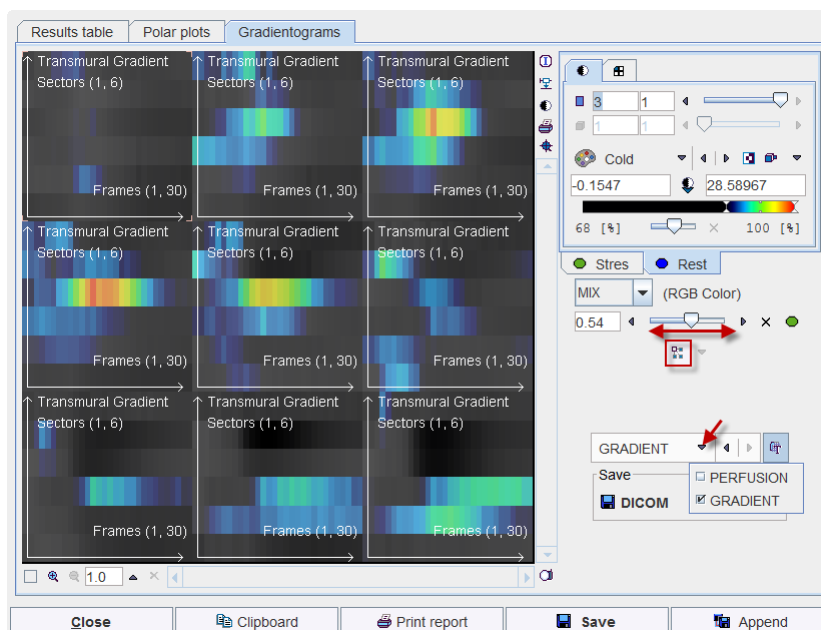 Results table Polar plots Gradientograms
Transmural Gradient Transmural Gradient Transmural Gradient
Sectors (1, 6) Sectors (1, 6) Sectors (1, 6)
Frames (1, 30) Frames (1, 30) Frames (1, 30)
Transmural Gradient Transmural Gradient Transmural Gradient
Sectors (1, 6) Sectors (1, 6) Sectors (1, 6)
Frames (1, 30) Frames (1, 30) Frames (1, 30)
Transmural Gradient Transmural Gradient Transmural Gradient
Sectors (1, 6) Sectors (1, 6) Sectors (1, 6)
Frames (1, 30) Frames (1, 30) Frames (1, 30)
1.0
3 1
1 1
Cold
-0.1547 28.58967
68 [%] 100 [%]
Stres Rest
MIX (RGB Color)
0.54
GRADIENT
Save PERFUSION
DICOM GRADIENT
Close Clipboard Print report Save Append